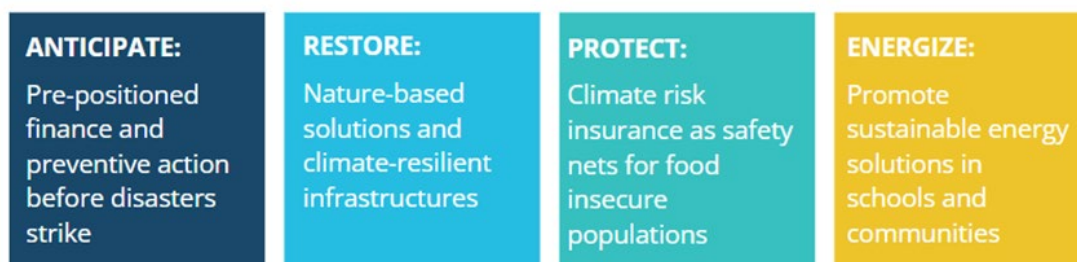 ANTICIPATE:
Pre-positioned
finance and
preventive action
before disasters
strike
RESTORE:
Nature-based
solutions and
climate-resilient
infrastructures
PROTECT:
Climate risk
insurance as safety
nets for food
insecure
populations
ENERGIZE:
Promote
sustainable energy
solutions in
schools and
communities